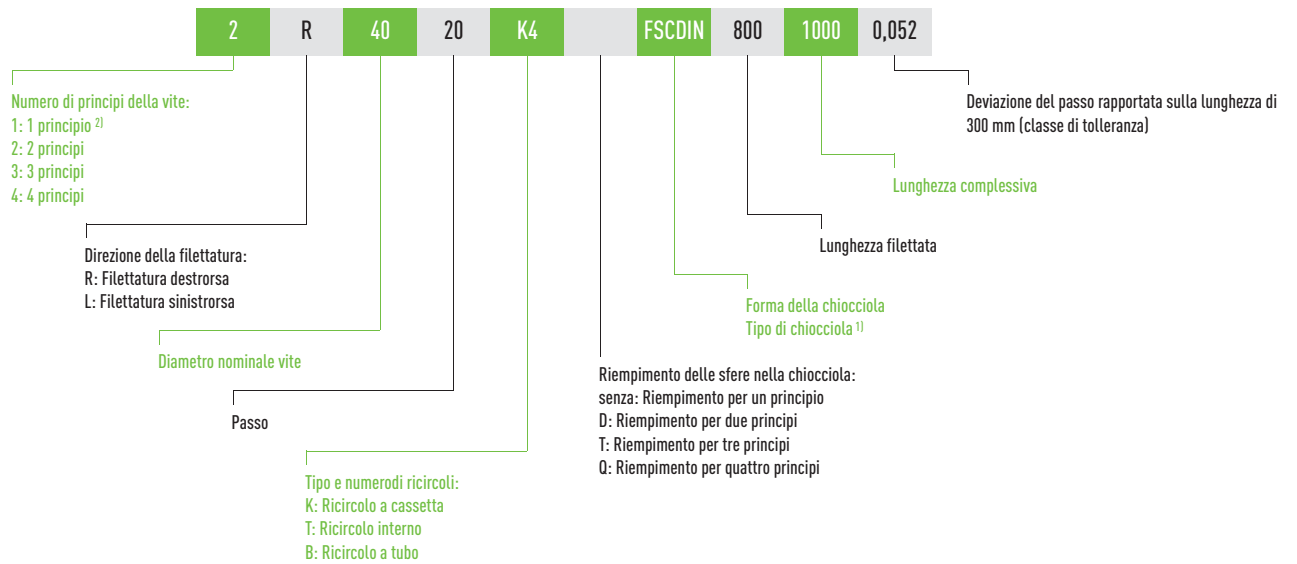 2 R 40 20 K4 FSCDIN 800 1000 0,052
Numero di principi della vite:
1: 1 principio 2)
2: 2 principi
3: 3 principi
4: 4 principi
Direzione della filettatura:
R: Filettatura destrorsa
L: Filettatura sinistrorsa
Diametro nominale vite
Passo
Tipo e numerodi ricircoli:
K: Ricircolo a cassetta
T: Ricircolo interno
B: Ricircolo a tubo
Riempimento delle sfere nella chiocciola:
senza: Riempimento per un principio
D: Riempimento per due principi
T: Riempimento per tre principi
Q: Riempimento per quattro principi
Forma della chiocciola
Tipo di chiocciola 1)
Lunghezza filettata
Lunghezza complessiva
Deviazione del passo rapportata sulla lunghezza di
300 mm (classe di tolleranza)